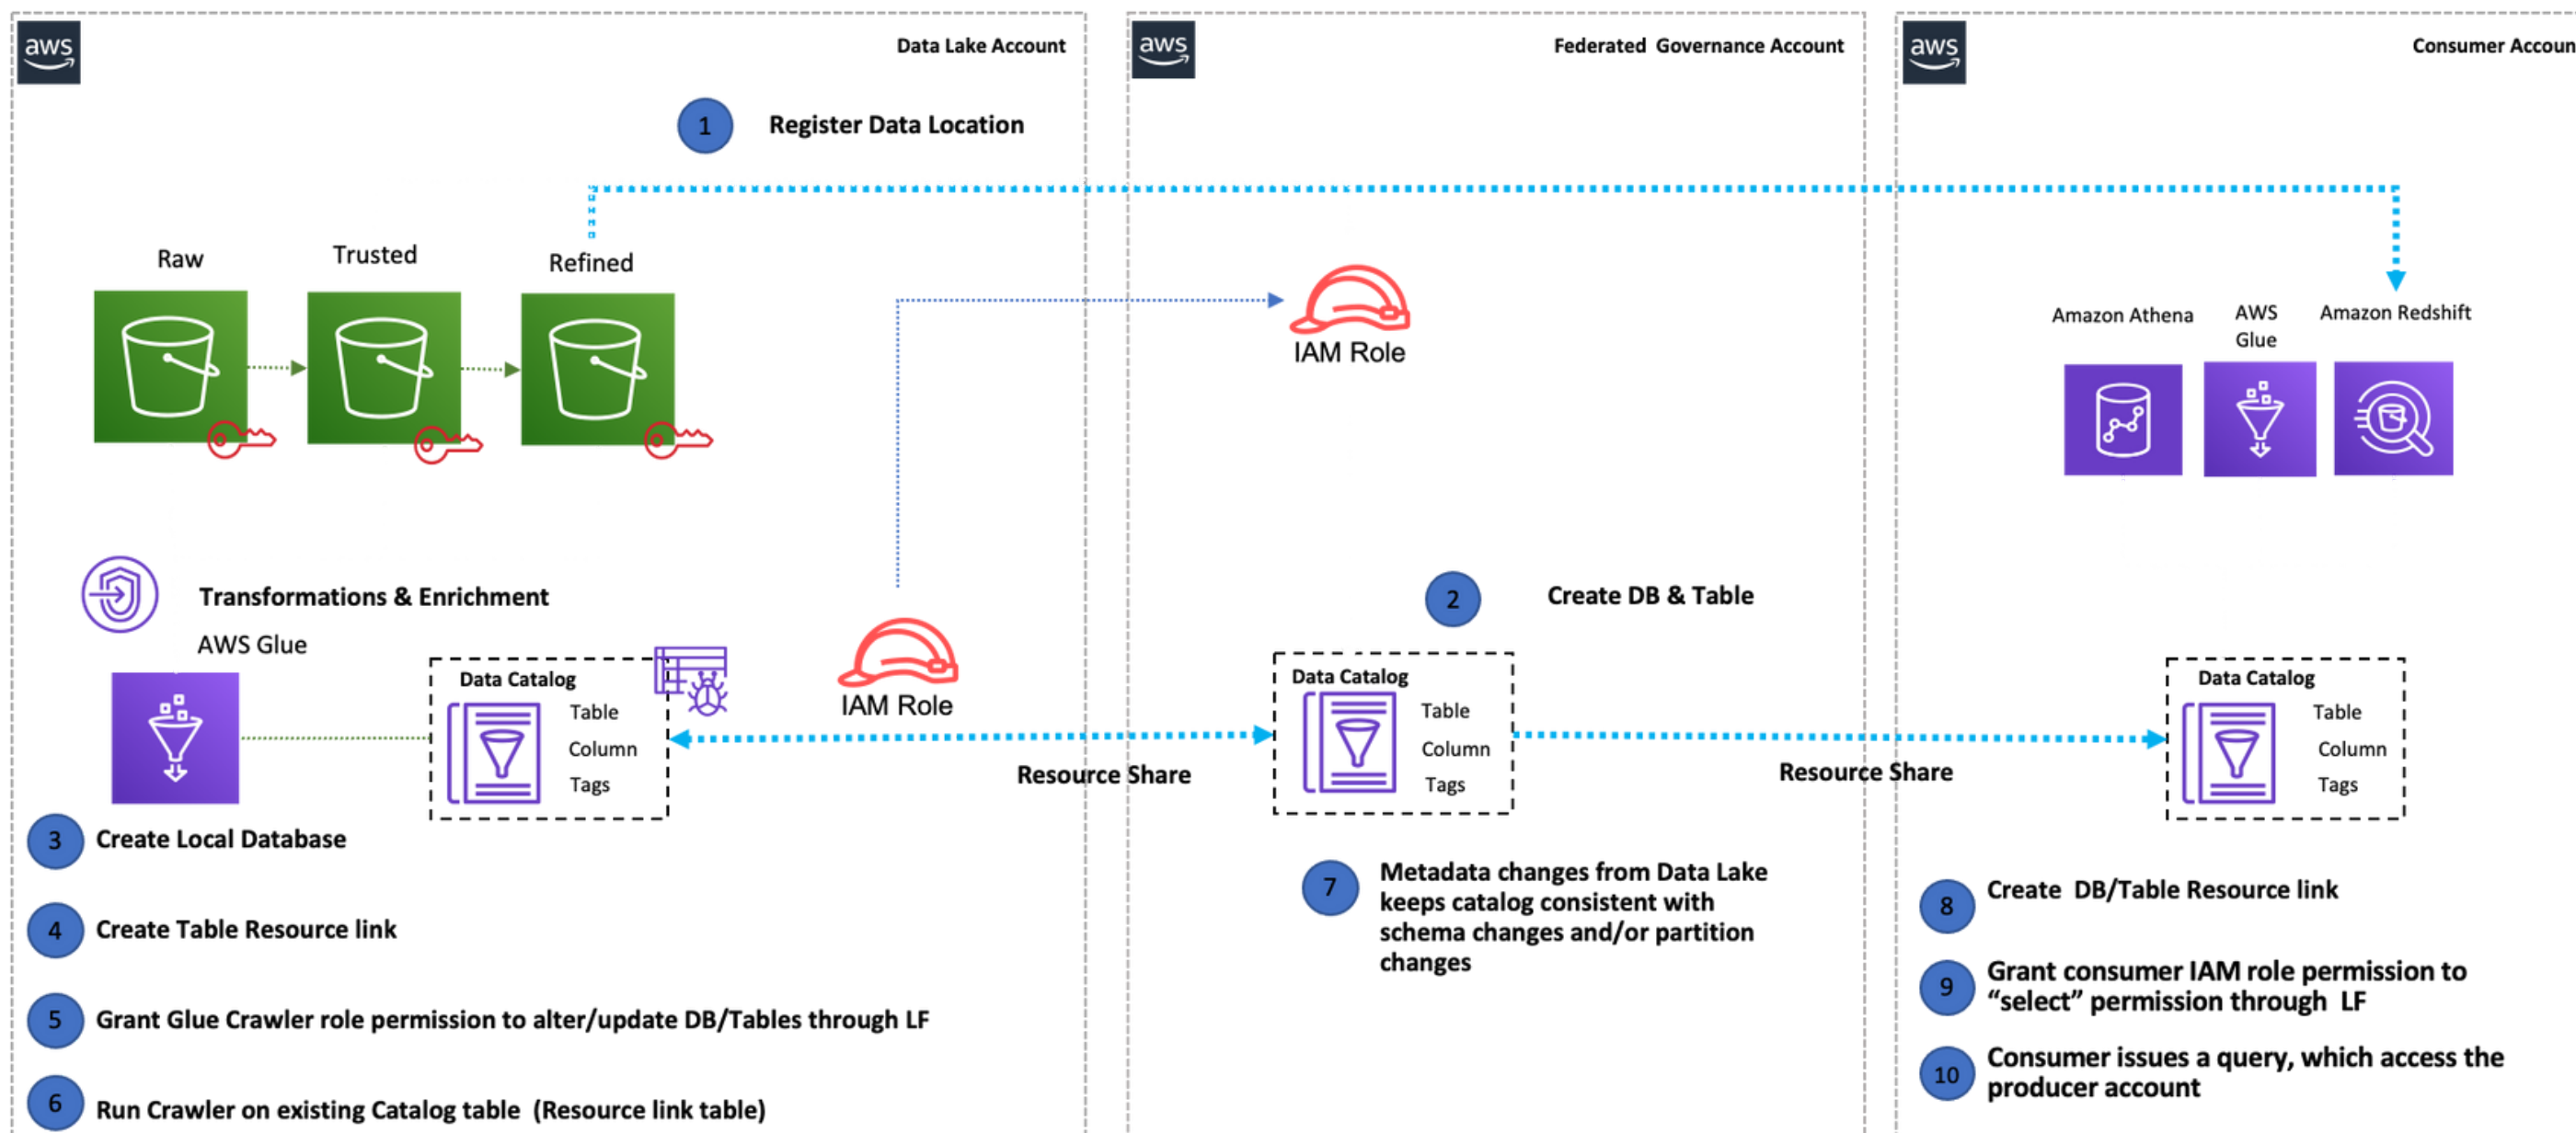 aws
Data Lake Account
aws
Federated Governance Account
aws
Consumer Accoun
1
Register Data Location
Raw
Trusted
Refined
IAM Role
Amazon Athena
AWS
Glue
Amazon Redshift
Transformations & Enrichment
AWS Glue
Data Catalog
Table
Column
Tags
IAM Role
Resource Share
2
Create DB & Table
Data Catalog
Table
Column
Tags
Resource Share
Data Catalog
Table
Column
Tags
3
Create Local Database
4
Create Table Resource link
5
Grant Glue Crawler role permission to alter/update DB/Tables through LF
6
Run Crawler on existing Catalog table (Resource link table)
7
Metadata changes from Data Lake
keeps catalog consistent with
schema changes and/or partition
changes
8
Create DB/Table Resource link
9
Grant consumer IAM role permission to
“select” permission through LF
10
Consumer issues a query, which access the
producer account